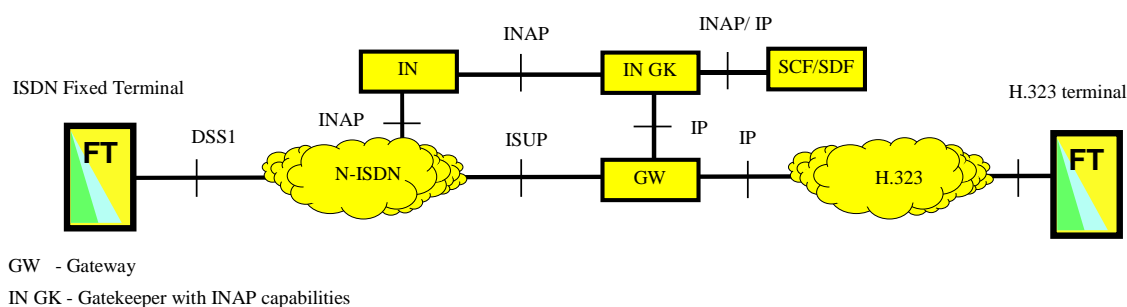 INAP
INAP/ IP
IN
IN GK
SCF/SDF
ISDN Fixed Terminal
H.323 terminal
INAP
DSS1
ISUP
IP
IP
FT
N-ISDN
GW
H.323
FT
GW - Gateway
IN GK - Gatekeeper with INAP capabilities